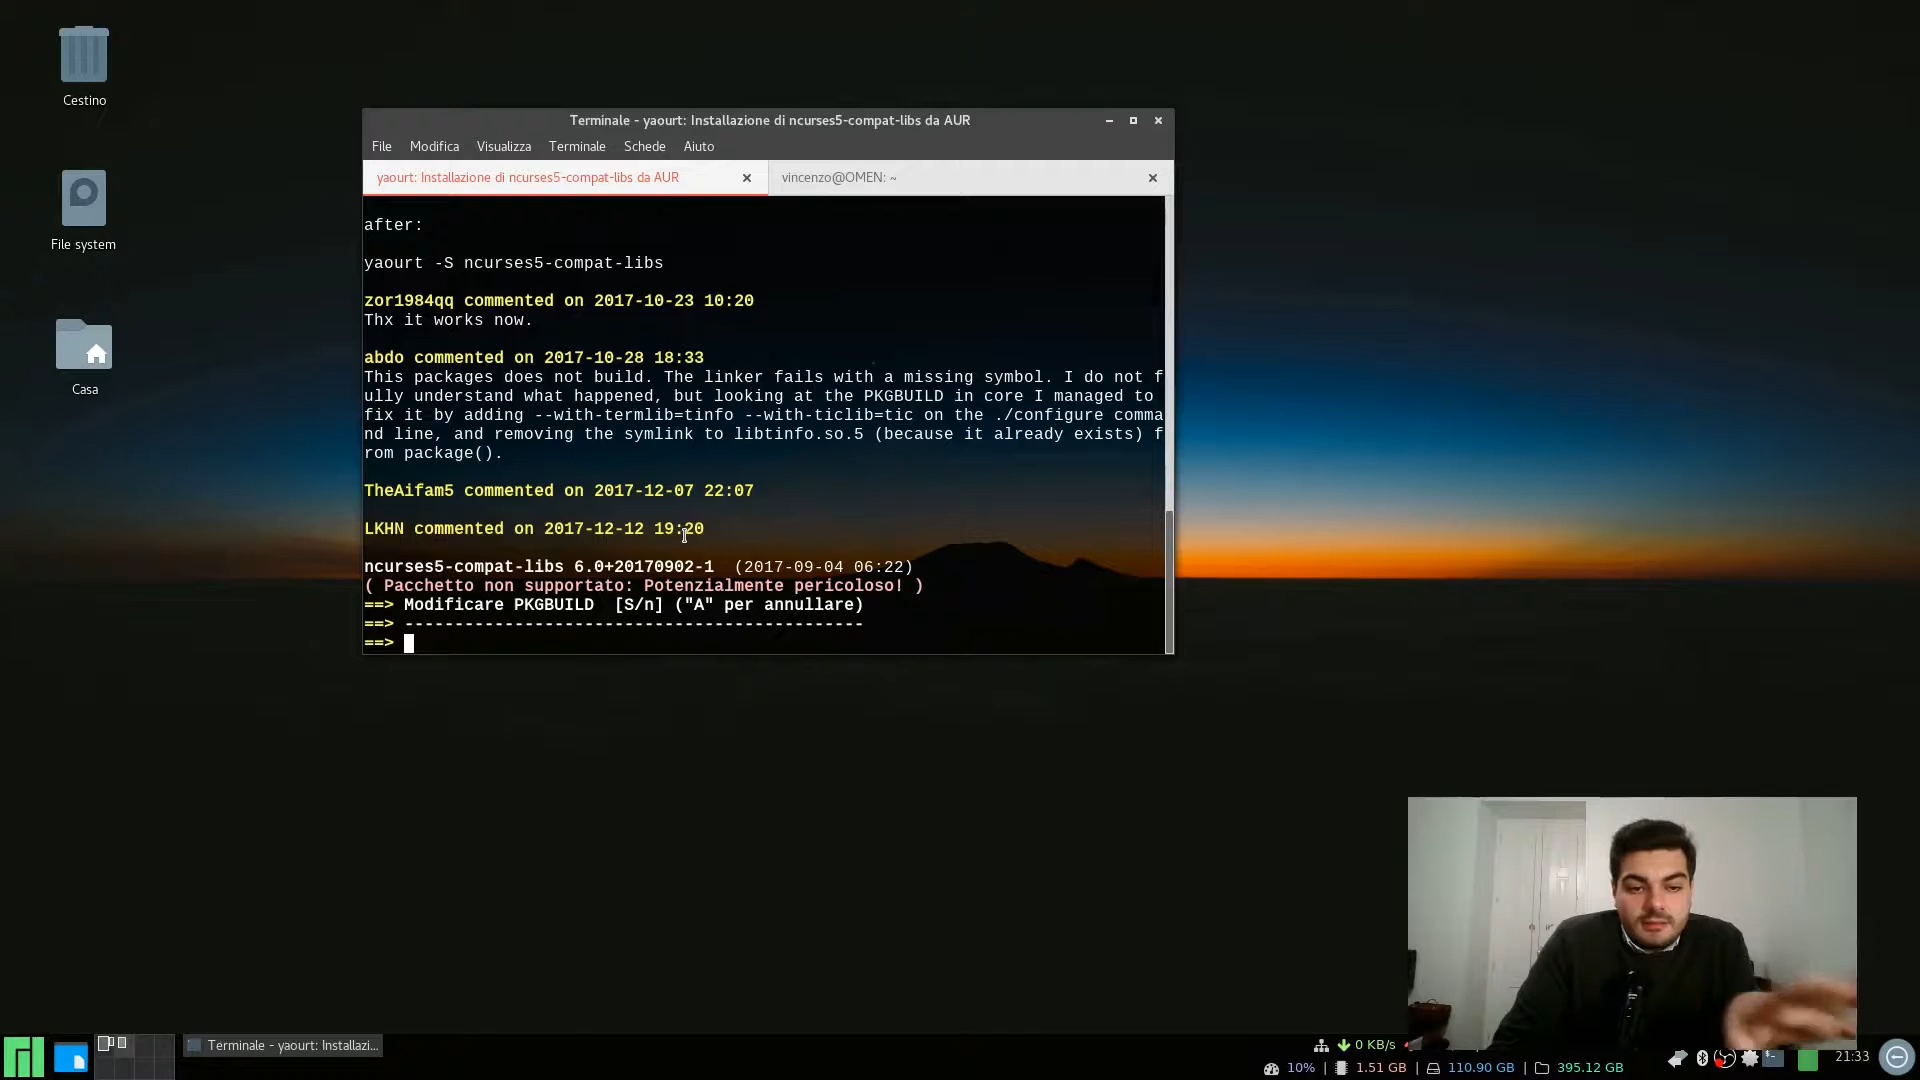 Cestino
File system
Casa
Terminale - yaourt: Installazione di ncurses5-compat-libs da AUR
File Modifica Visualizza Terminale Schede Aiuto
yaourt: Installazione di ncurses5-compat-libs da AUR
vincenzo@OMEN: ~
after:
yaourt -S ncurses5-compat-libs
zor1984qq commented on 2017-10-23 10:20
Thx it works now.
abdo commented on 2017-10-28 18:33
This packages does not build. The linker fails with a missing symbol. I do not f
ully understand what happened, but looking at the PKGBUILD in core I managed to
fix it by adding --with-termlib=tinfo --with-ticlib=tic on the ./configure comma
nd line, and removing the symlink to libtinfo.so.5 (because it already exists) f
rom package().
TheAifam5 commented on 2017-12-07 22:07
LKHN commented on 2017-12-12 19:20
ncurses5-compat-libs 6.0+20170902-1  (2017-09-04 06:22)
( Pacchetto non supportato: Potenzialmente pericoloso! )
==> Modificare PKGBUILD  [S/n] ("A" per annullare)
==> ----------------------------------------------
==>
Terminale - yaourt: Installazi...
0 KB/s
10% | 1.51 GB | 110.90 GB | 395.12 GB
21:33